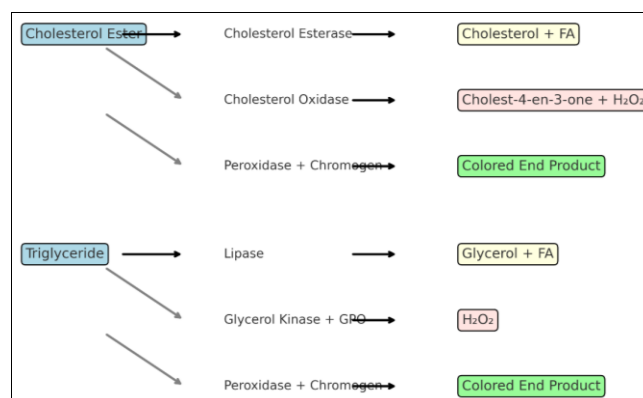 Cholesterol Ester Cholesterol Esterase Cholesterol + FA
Cholesterol Oxidase Cholest-4-en-3-one + H₂O₂
Peroxidase + Chromogen Colored End Product
Triglyceride Lipase Glycerol + FA
Glycerol Kinase + GPO H₂O₂
Peroxidase + Chromogen Colored End Product